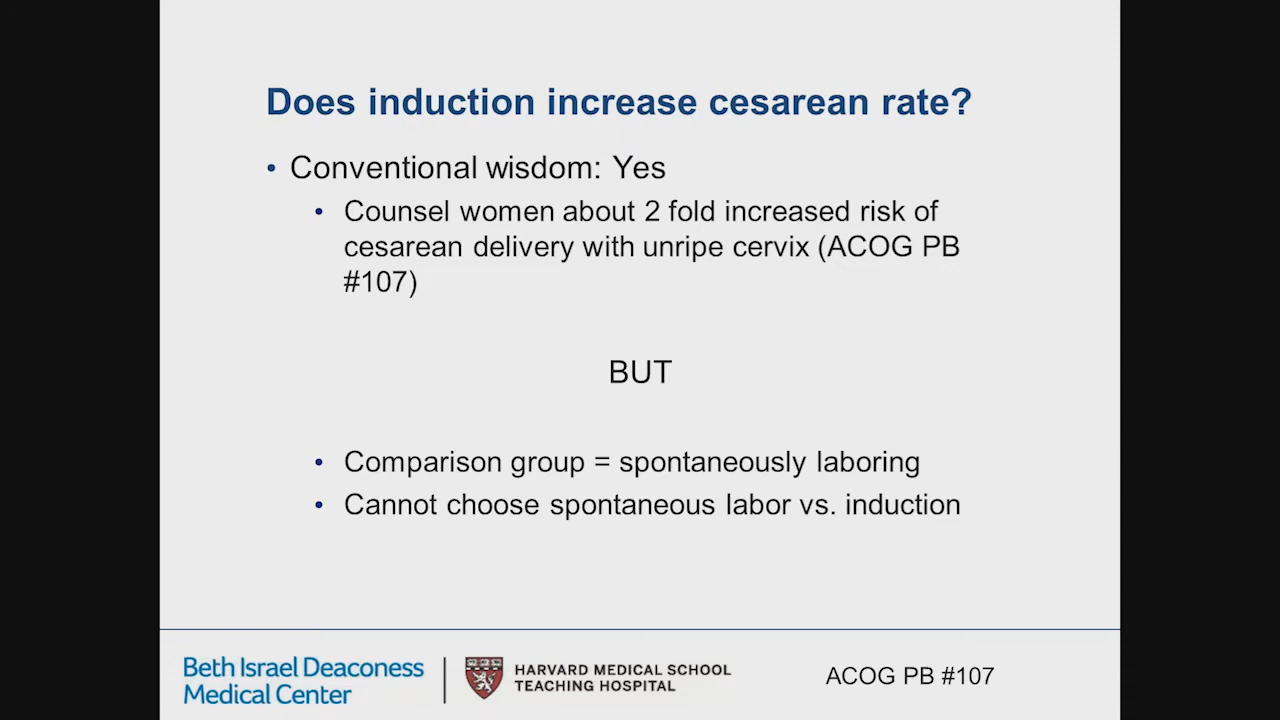 Does induction increase cesarean rate?
• Conventional wisdom: Yes
• Counsel women about 2 fold increased risk of
cesarean delivery with unripe cervix (ACOG PB
#107)
BUT
• Comparison group = spontaneously laboring
• Cannot choose spontaneous labor vs. induction
Beth Israel Deaconess
Medical Center
HARVARD MEDICAL SCHOOL
TEACHING HOSPITAL
ACOG PB #107